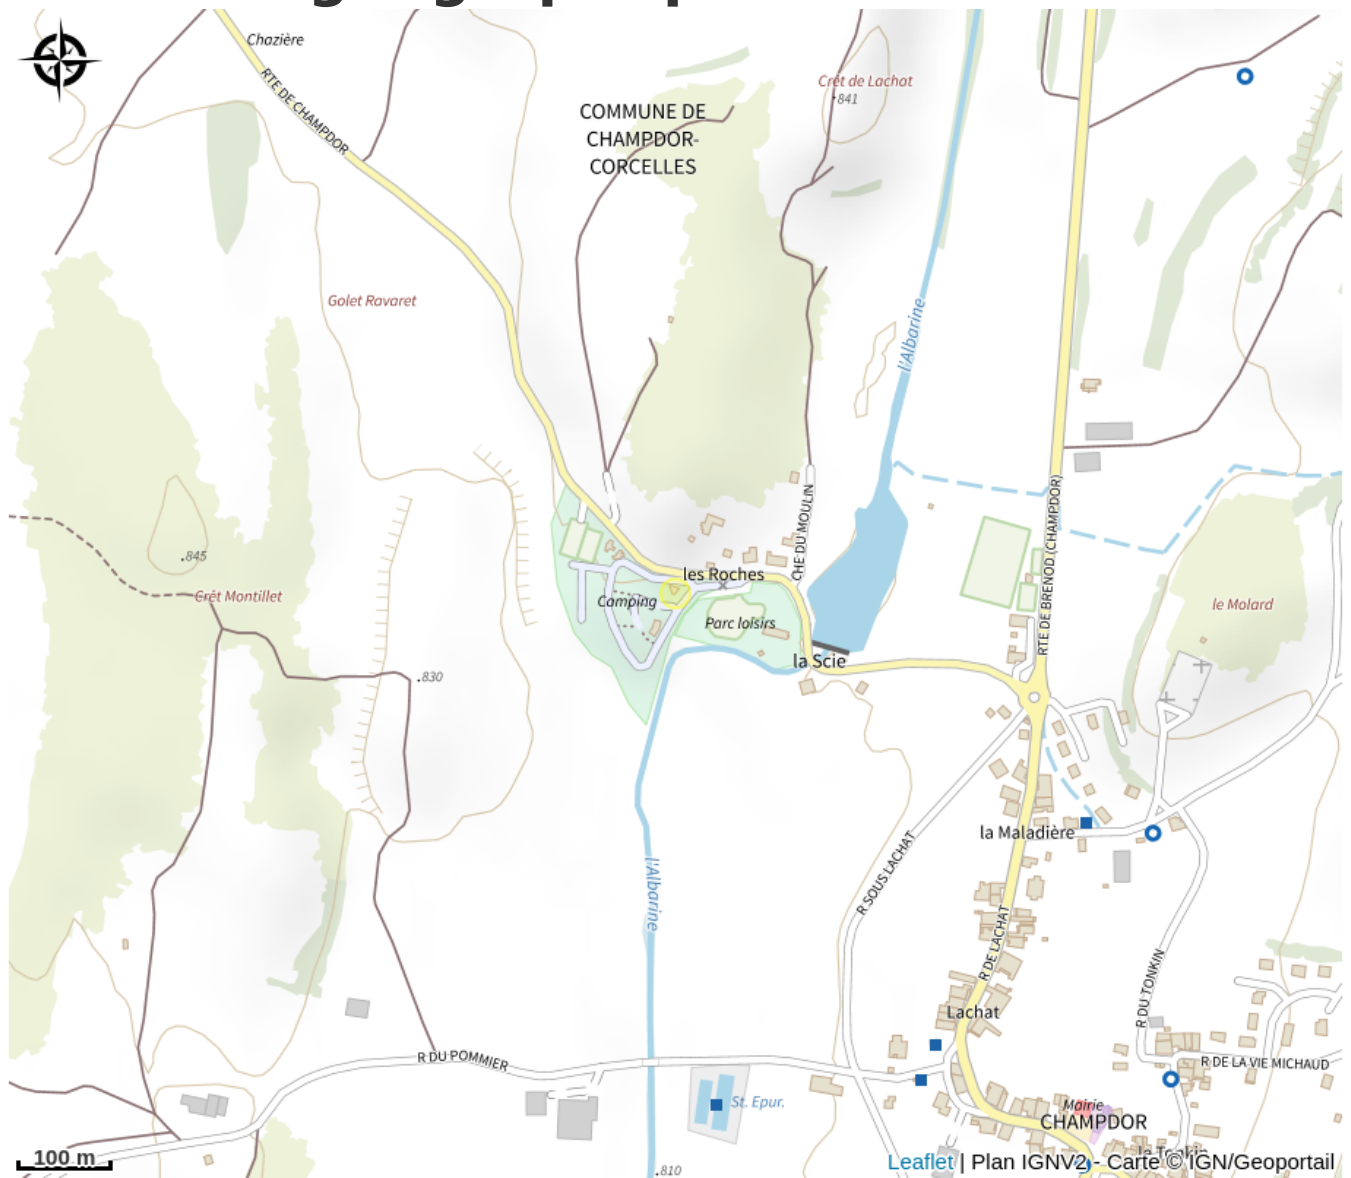 Chazière
RTE DE CHAMPDOR
Crêt de Lachat
841
COMMUNE DE
CHAMPDOR-
CORCELLES
Golet Ravaret
l'Albarine
845
Crêt Montillet
830
CHE DU MOULIN
les Roches
Camping
Parc loisirs
la Scie
RTE DE BRENOD (CHAMPDOR)
le Molard
la Maladière
R SOUS LACHAT
l'Albarine
R DE LACHAT
R DU TONKIN
Lachat
R DU POMMIER
R DE LA VIE MICHAUD
St. Epur.
Mairie
CHAMPDOR
le Tonkin
810
100 m
Leaflet | Plan IGNV2 - Carte © IGN/Geoportail